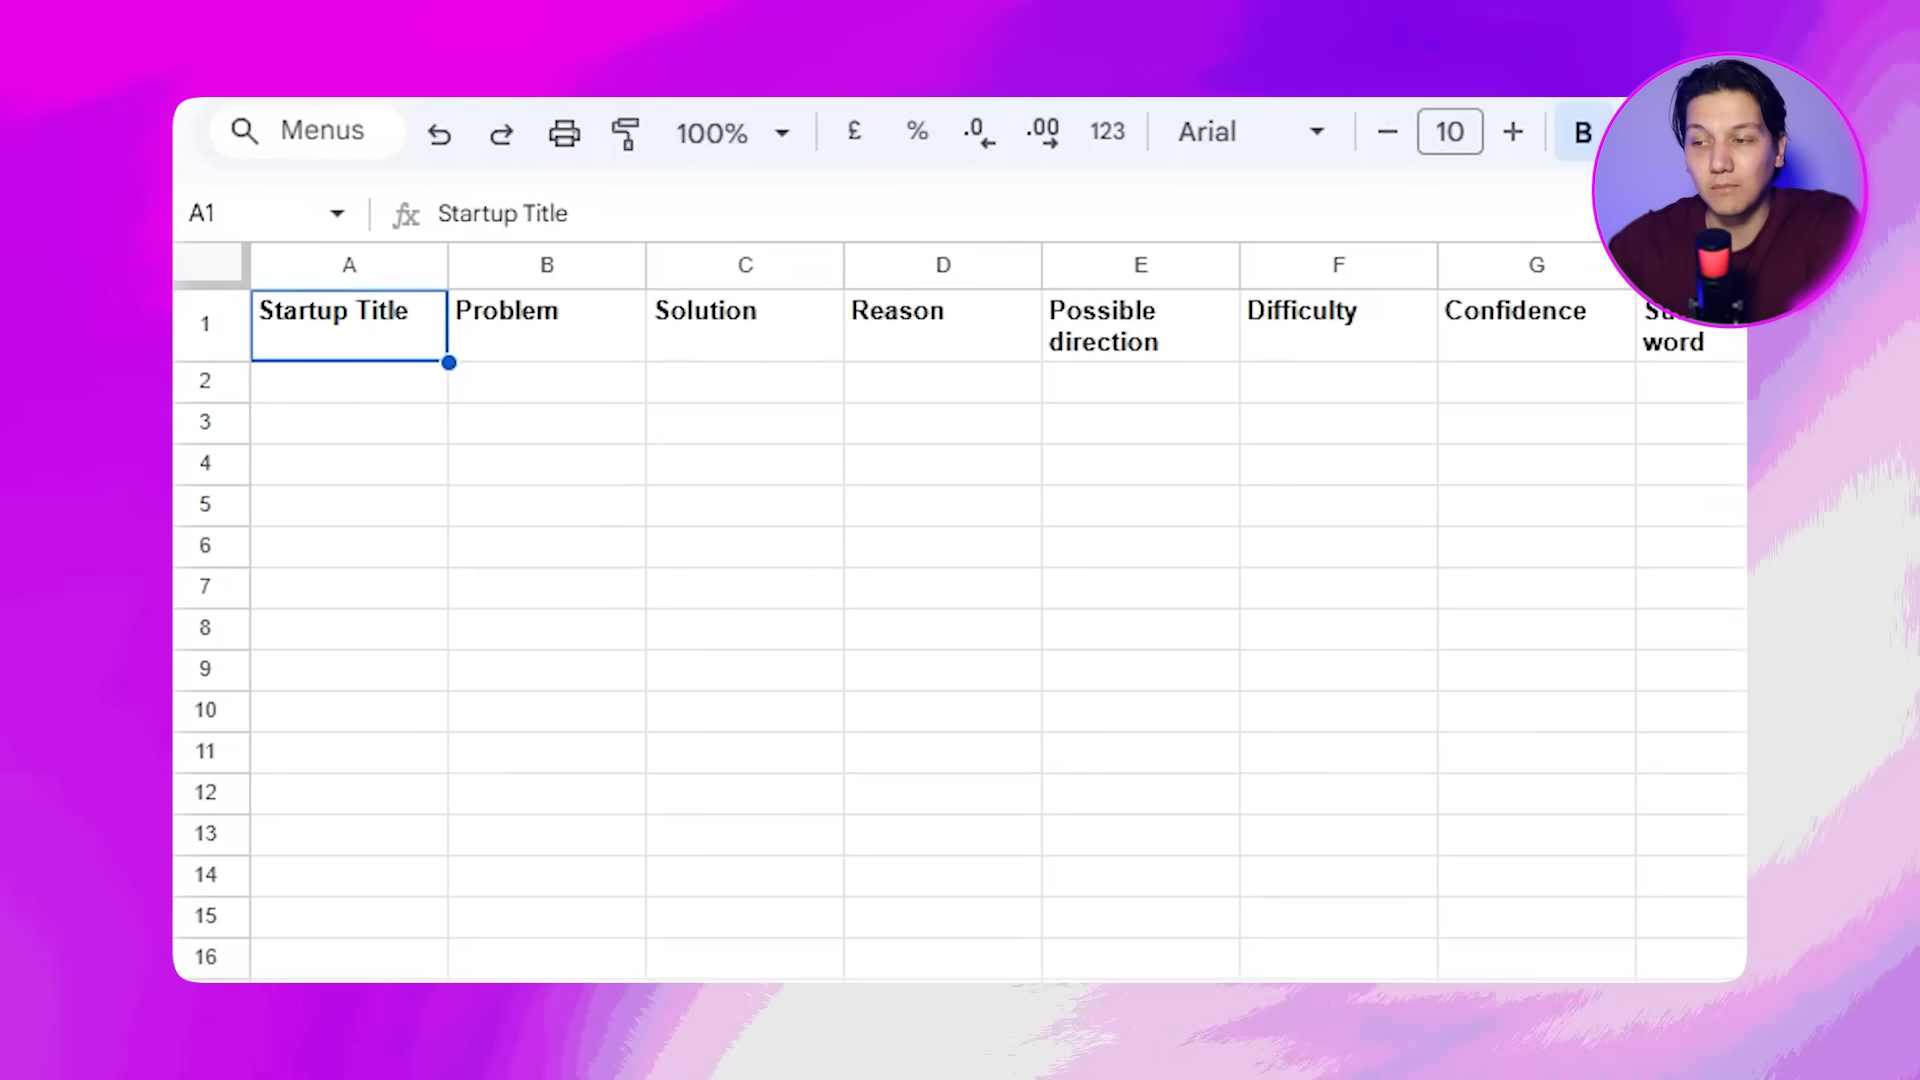 Menus
100%
£
%
.0
.00
123
Arial
10
B
A1
fx
Startup Title
A B C D E F G
1 Startup Title Problem Solution Reason Possible direction Difficulty Confidence word
2
3
4
5
6
7
8
9
10
11
12
13
14
15
16